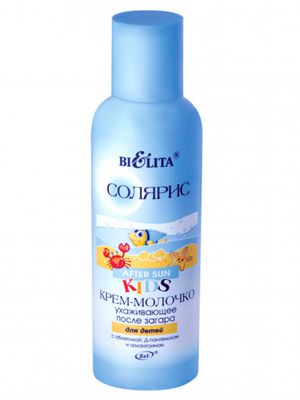 BIELITA®
СОЛЯРИС
AFTER SUN
KIDS
КРЕМ-МОЛОЧКО
ухаживающее
после загара
для детей
с облепихой, Д-пантенолом
и аллантоином